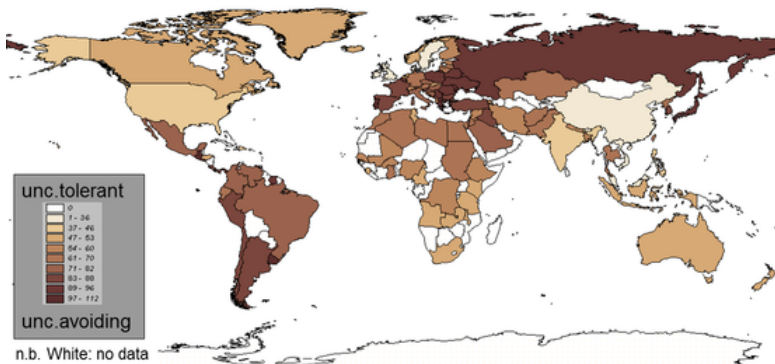 unc.tolerant
0
1 - 36
37 - 46
47 - 53
54 - 60
61 - 70
71 - 82
83 - 88
89 - 96
97 - 112
unc.avoiding
n.b. White: no data